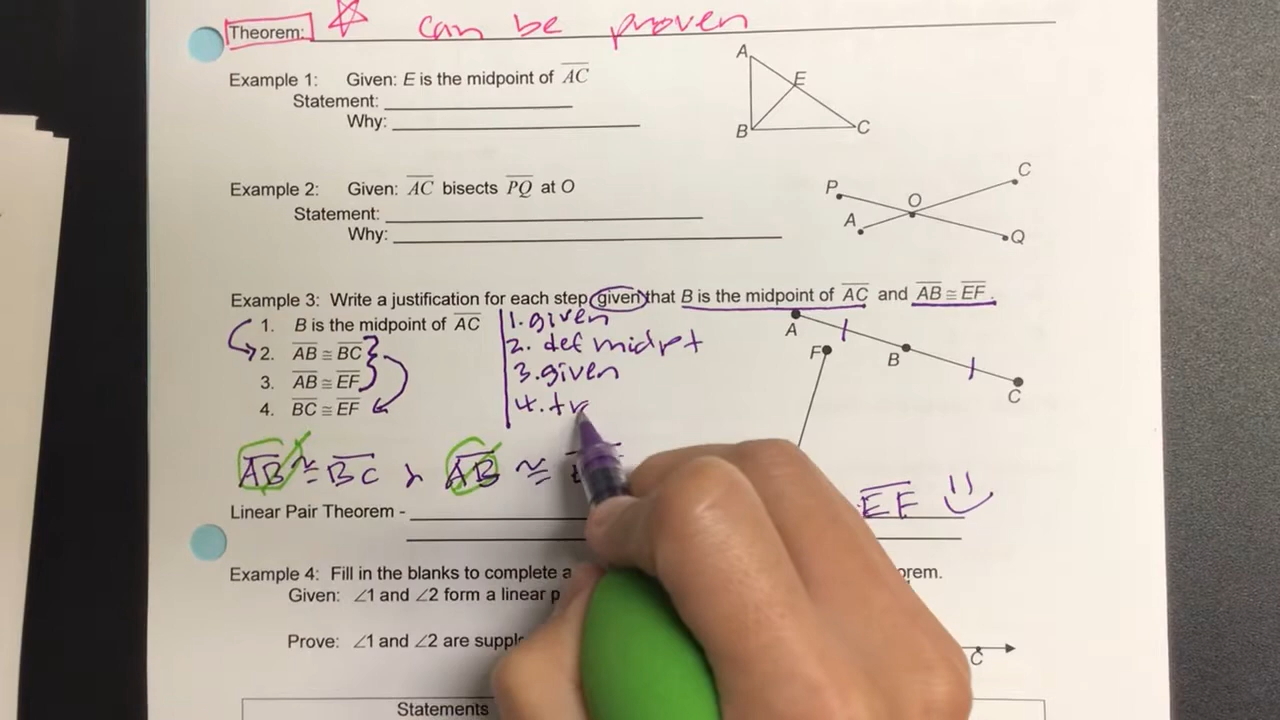 Theorem: can be proven
Example 1: Given: E is the midpoint of AC
Statement:
Why:
A
E
B
C
Example 2: Given: AC bisects PQ at O
Statement:
Why:
P
C
O
A
Q
Example 3: Write a justification for each step given that B is the midpoint of AC and AB ≅ EF.
1. B is the midpoint of AC
2. AB ≅ BC
3. AB ≅ EF
4. BC ≅ EF
1. given
2. def midpt
3. given
4. tr
A
F
B
C
AB ≅ BC , AB ≅
EF
Linear Pair Theorem -
Example 4: Fill in the blanks to complete a
Given: ∠1 and ∠2 form a linear p
Prove: ∠1 and ∠2 are supple
C
Statements